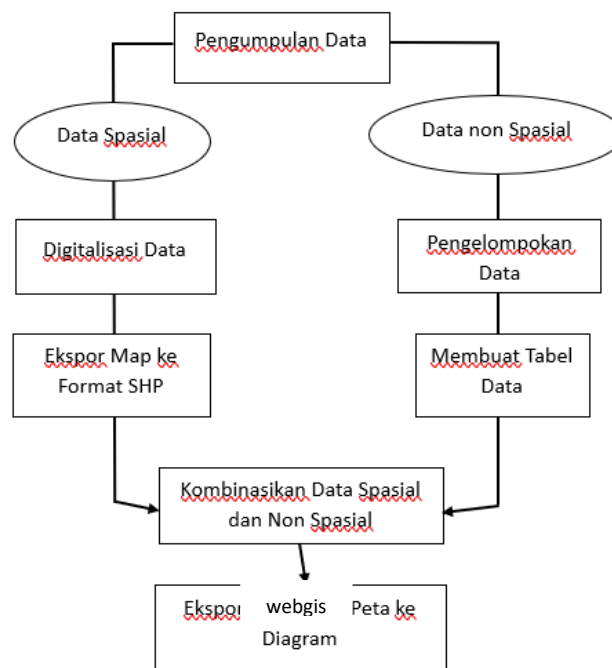 Pengumpulan Data
Data Spasial
Data non Spasial
Digitalisasi Data
Pengelompokan
Data
Ekspor Map ke
Format SHP
Membuat Tabel
Data
Kombinasikan Data Spasial
dan Non Spasial
webgis Peta ke
Diagram